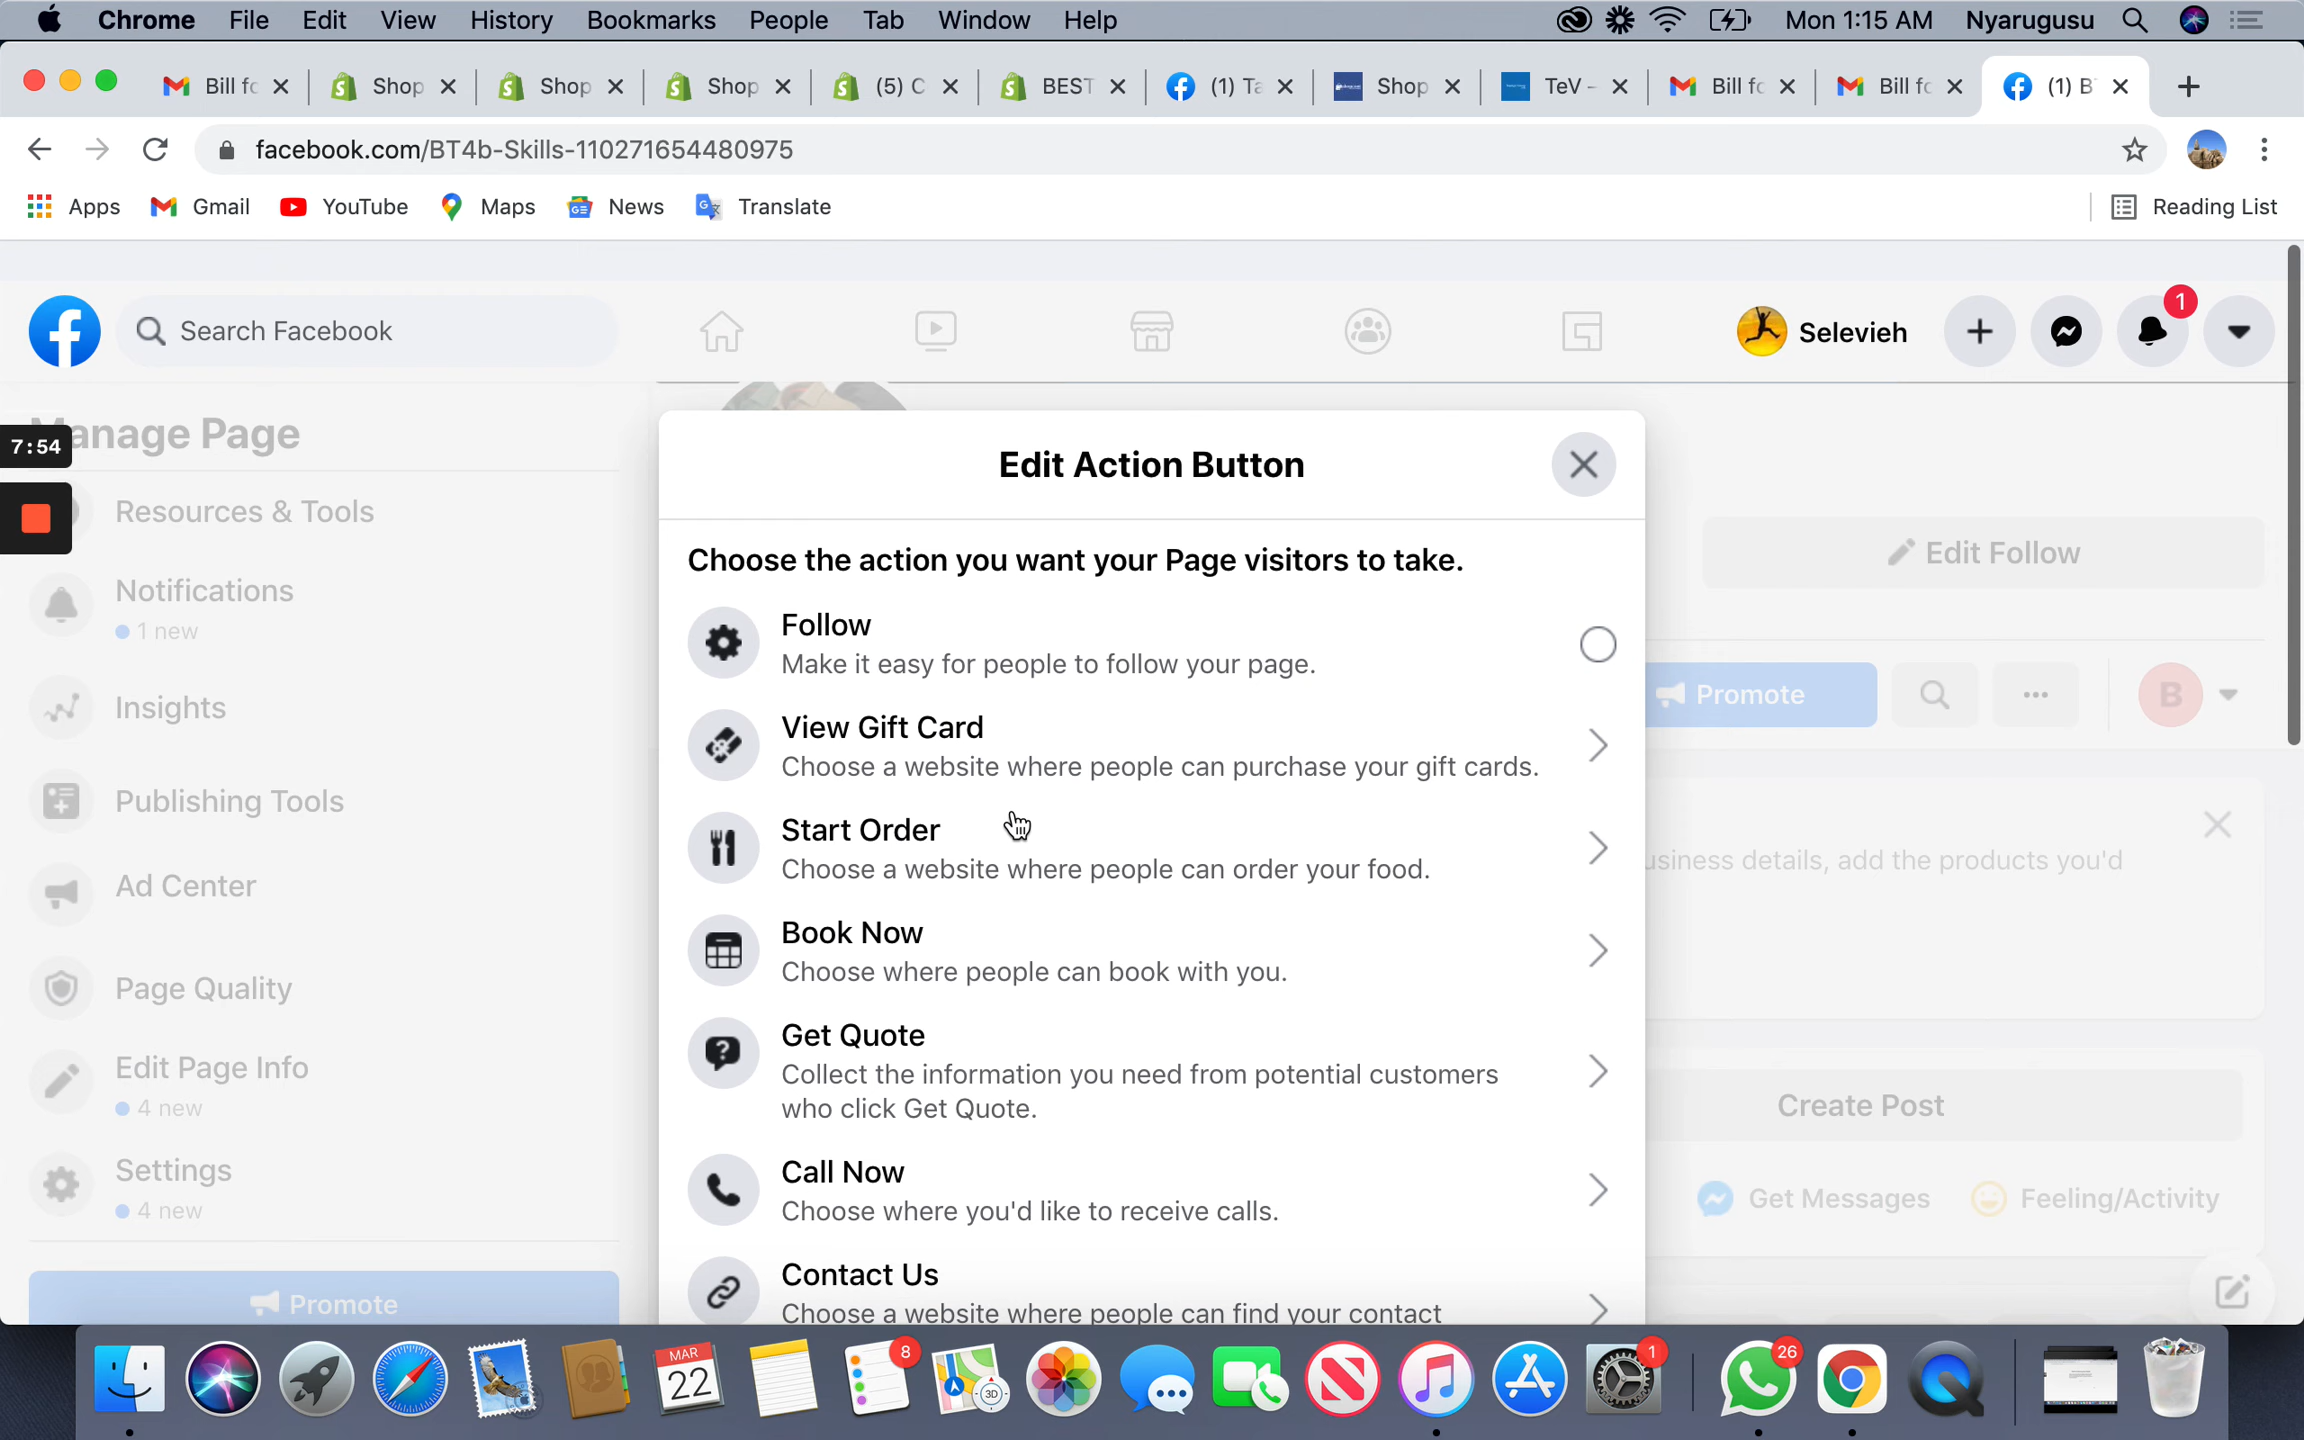 Chrome File Edit View History Bookmarks People Tab Window Help Mon 1:15 AM Nyarugusu
Bill fo Shop Shop Shop (5) C BEST (1) Ta Shop TeV - Bill fo Bill fo (1) B
facebook.com/BT4b-Skills-110271654480975
Apps Gmail YouTube Maps News Translate Reading List
Search Facebook Selevieh 1
anage Page
7:54
Edit Action Button
Resources & Tools
Edit Follow
Choose the action you want your Page visitors to take.
Notifications
1 new
Follow
Make it easy for people to follow your page.
Promote B
Insights
View Gift Card
Choose a website where people can purchase your gift cards.
Publishing Tools
Start Order
Choose a website where people can order your food.
usiness details, add the products you'd
Ad Center
Book Now
Choose where people can book with you.
Page Quality
Get Quote
Collect the information you need from potential customers
who click Get Quote.
Edit Page Info
4 new
Create Post
Call Now
Choose where you'd like to receive calls.
Settings
4 new
Get Messages Feeling/Activity
Contact Us
Choose a website where people can find your contact
Promote
MAR
22
8
3D
1
26